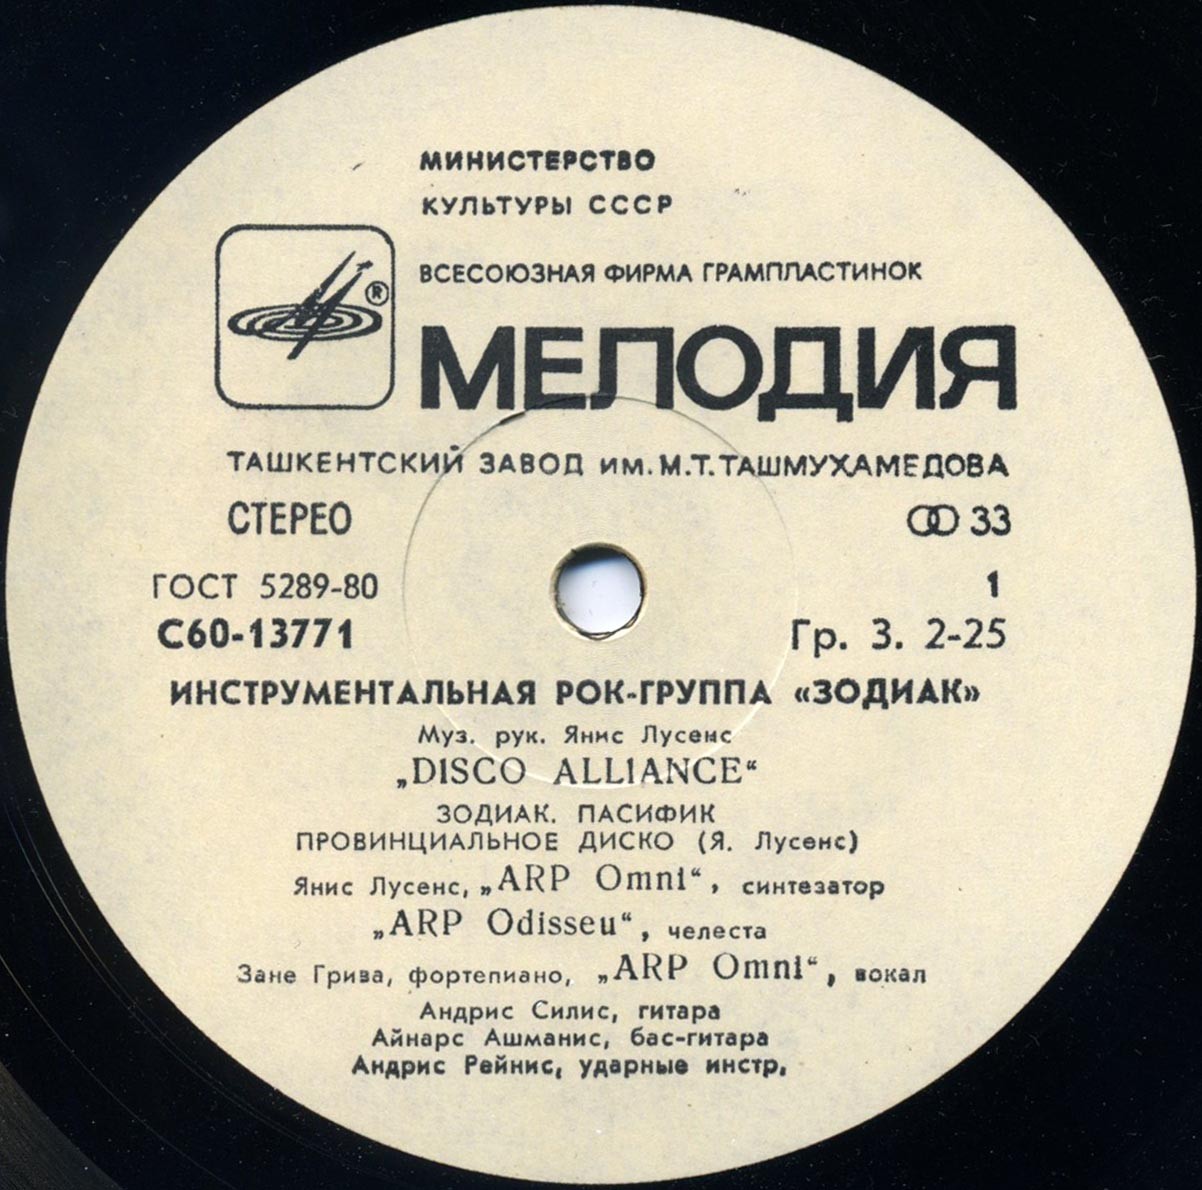 МИНИСТЕРСТВО
КУЛЬТУРЫ СССР
ВСЕСОЮЗНАЯ ФИРМА ГРАМПЛАСТИНОК
®
МЕЛОДИЯ
ТАШКЕНТСКИЙ ЗАВОД ИМ. М.Т.ТАШМУХАМЕДОВА
СТЕРЕО 33
ГОСТ 5289-80 1
С60-13771 Гр. 3. 2-25
ИНСТРУМЕНТАЛЬНАЯ РОК-ГРУППА «ЗОДИАК»
Муз. рук. Янис Лусенс
„DISCO ALLIANCE“
ЗОДИАК. ПАСИФИК
ПРОВИНЦИАЛЬНОЕ ДИСКО (Я. Лусенс)
Янис Лусенс, „ARP Omni“, синтезатор
„ARP Odisseu“, челеста
Зане Грива, фортепиано, „ARP Omni“, вокал
Андрис Силис, гитара
Айнарс Ашманис, бас-гитара
Андрис Рейнис, ударные инстр.